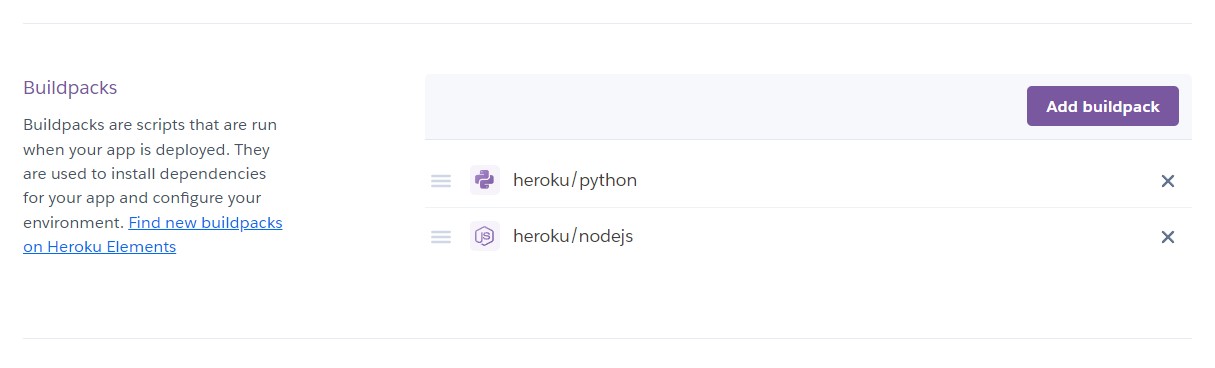 Buildpacks
Buildpacks are scripts that are run
when your app is deployed. They
are used to install dependencies
for your app and configure your
environment. Find new buildpacks
on Heroku Elements
Add buildpack
heroku/python
JS heroku/nodejs